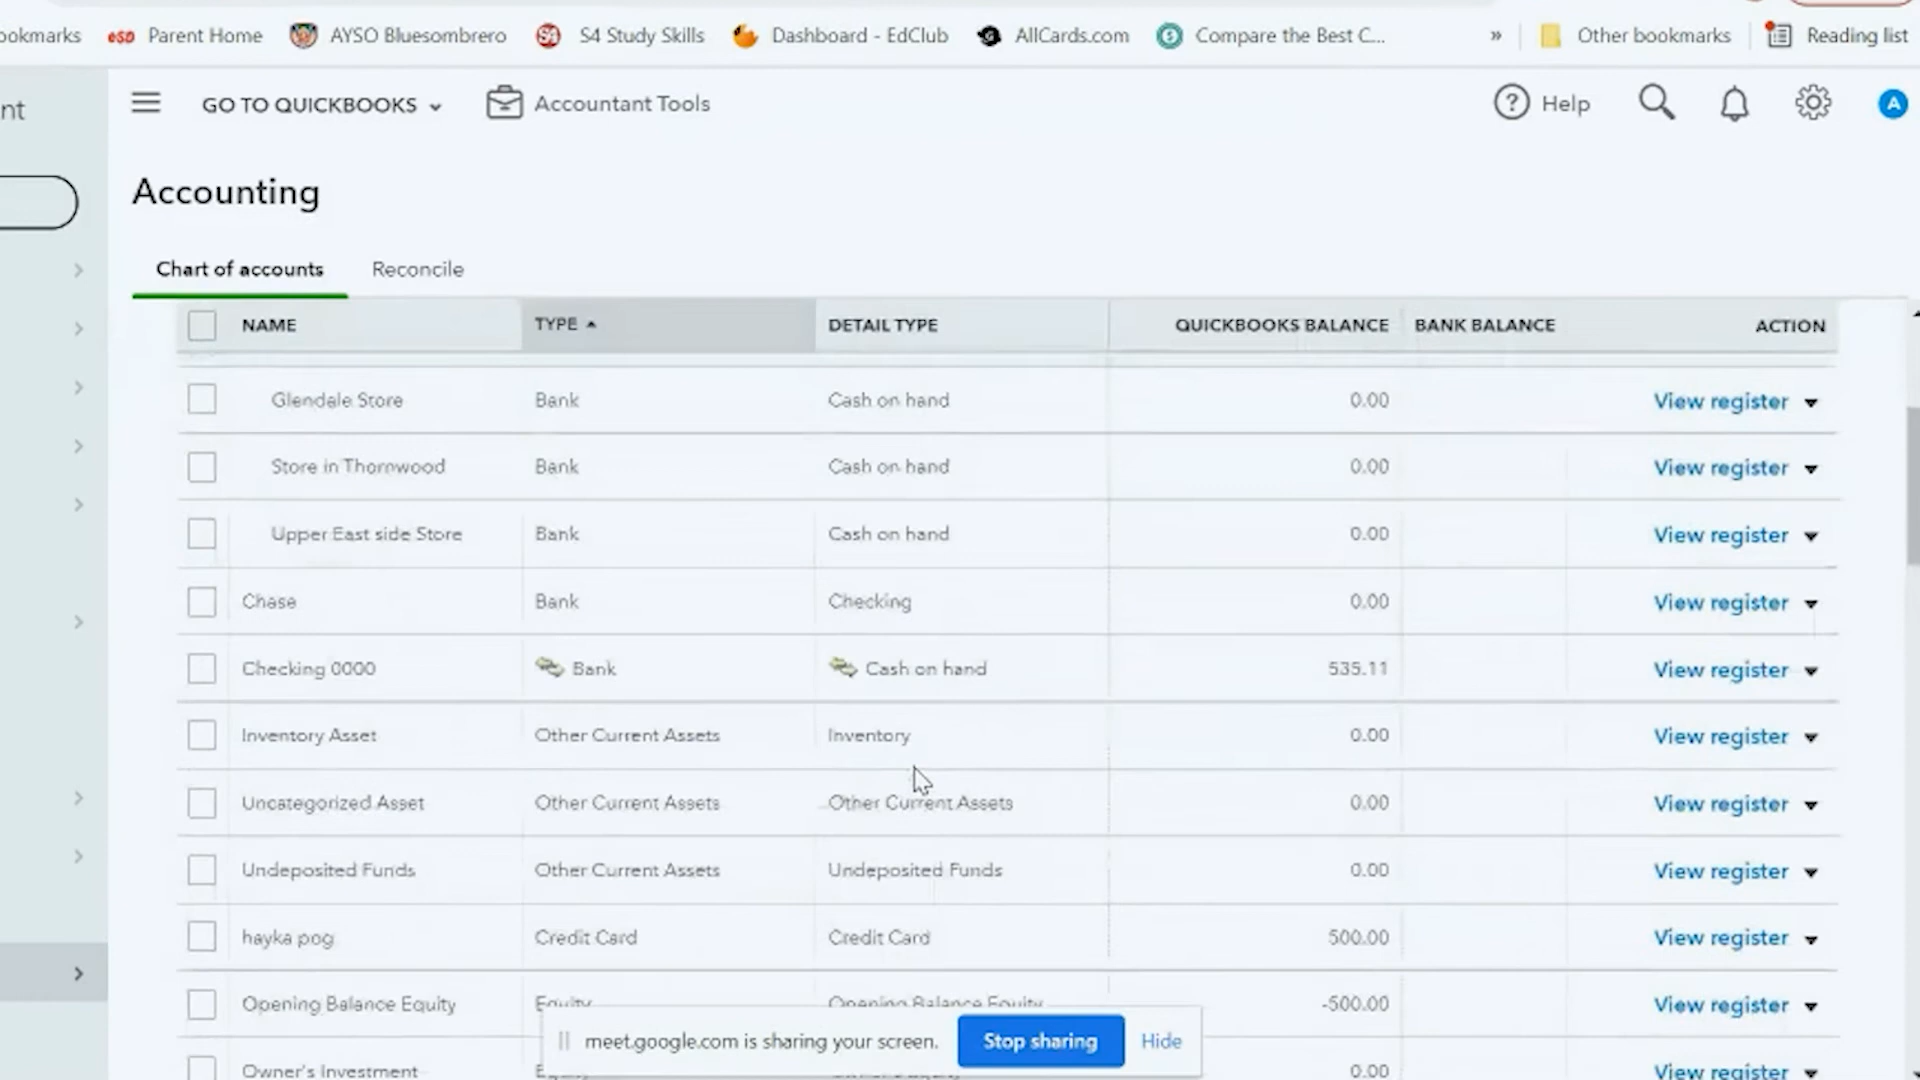 ookmarks esd Parent Home AYSO Bluesombrero S4 S4 Study Skills Dashboard - EdClub AllCards.com Compare the Best C... » Other bookmarks Reading list
nt GO TO QUICKBOOKS Accountant Tools ? Help A
Accounting
Chart of accounts Reconcile
NAME TYPE DETAIL TYPE QUICKBOOKS BALANCE BANK BALANCE ACTION
Glendale Store Bank Cash on hand 0.00 View register
Store in Thornwood Bank Cash on hand 0.00 View register
Upper East side Store Bank Cash on hand 0.00 View register
Chase Bank Checking 0.00 View register
Checking 0000 Bank Cash on hand 535.11 View register
Inventory Asset Other Current Assets Inventory 0.00 View register
Uncategorized Asset Other Current Assets Other Current Assets 0.00 View register
Undeposited Funds Other Current Assets Undeposited Funds 0.00 View register
hayka pog Credit Card Credit Card 500.00 View register
Opening Balance Equity Equity Opening Balance Equity -500.00 View register
meet.google.com is sharing your screen. Stop sharing Hide
Owner's Investment 0.00 View register